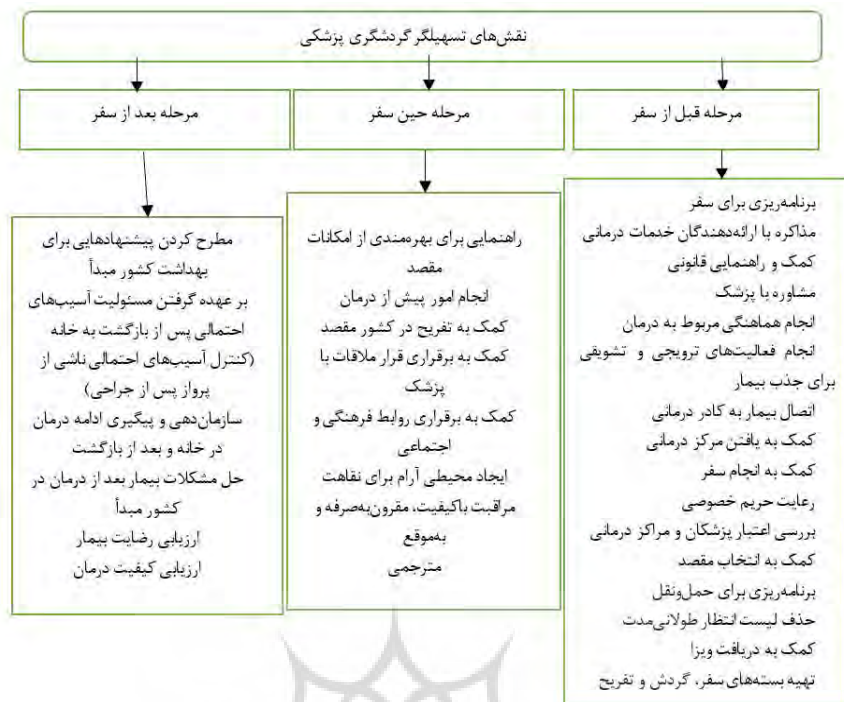 نقش‌های تسهیلگر گردشگری پزشکی
مرحله قبل از سفر
مرحله حین سفر
مرحله بعد از سفر
برنامه‌ریزی برای سفر
مذاکره با ارائه‌دهندگان خدمات درمانی
کمک و راهنمایی قانونی
مشاوره با پزشک
انجام هماهنگی مربوط به درمان
انجام فعالیت‌های ترویجی و تشویقی
برای جذب بیمار
اتصال بیمار به کادر درمانی
کمک به یافتن مرکز درمانی
کمک به انجام سفر
رعایت حریم خصوصی
بررسی اعتبار پزشکان و مراکز درمانی
کمک به انتخاب مقصد
برنامه‌ریزی برای حمل‌ونقل
حذف لیست انتظار طولانی‌مدت
کمک به دریافت ویزا
تهیه بسته‌های سفر، گردش و تفریح
راهنمایی برای بهره‌مندی از امکانات
مقصد
انجام امور پیش از درمان
کمک به تفریح در کشور مقصد
کمک به برقراری قرار ملاقات با
پزشک
کمک به برقراری روابط فرهنگی و
اجتماعی
ایجاد محیطی آرام برای نقاهت
مراقبت باکیفیت، مقرون‌به‌صرفه و
به‌موقع
مترجمی
مطرح کردن پیشنهادهایی برای
بهداشت کشور مبدأ
بر عهده گرفتن مسئولیت آسیب‌های
احتمالی پس از بازگشت به خانه
(کنترل آسیب‌های احتمالی ناشی از
پرواز پس از جراحی)
سازمان‌دهی و پیگیری ادامه درمان
در خانه و بعد از بازگشت
حل مشکلات بیمار بعد از درمان در
کشور مبدأ
ارزیابی رضایت بیمار
ارزیابی کیفیت درمان